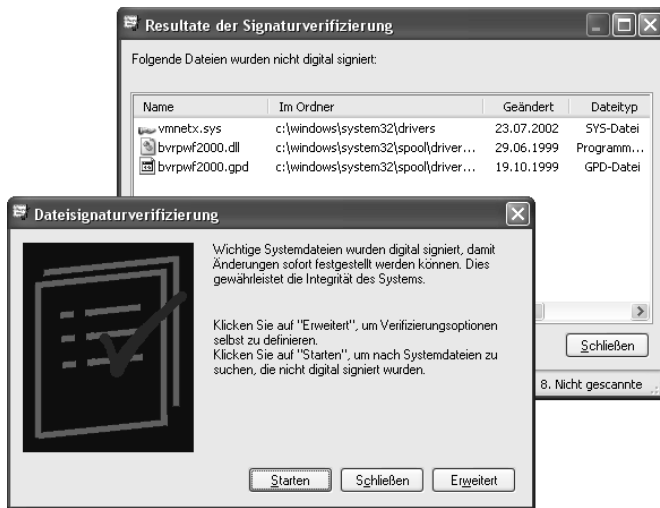 Resultate der Signaturverifizierung
Folgende Dateien wurden nicht digital signiert:
Name Im Ordner Geändert Dateityp
vmnetx.sys c:\windows\system32\drivers 23.07.2002 SYS-Datei
bvrpwf2000.dll c:\windows\system32\spool\driver... 29.06.1999 Programm...
bvrpwf2000.gpd c:\windows\system32\spool\driver... 19.10.1999 GPD-Datei
Schließen
8. Nicht gescannte
Dateisignaturverifizierung
Wichtige Systemdateien wurden digital signiert, damit
Änderungen sofort festgestellt werden können. Dies
gewährleistet die Integrität des Systems.
Klicken Sie auf "Erweitert", um Verifizierungsoptionen
selbst zu definieren.
Klicken Sie auf "Starten", um nach Systemdateien zu
suchen, die nicht digital signiert wurden.
Starten Schließen Erweitert